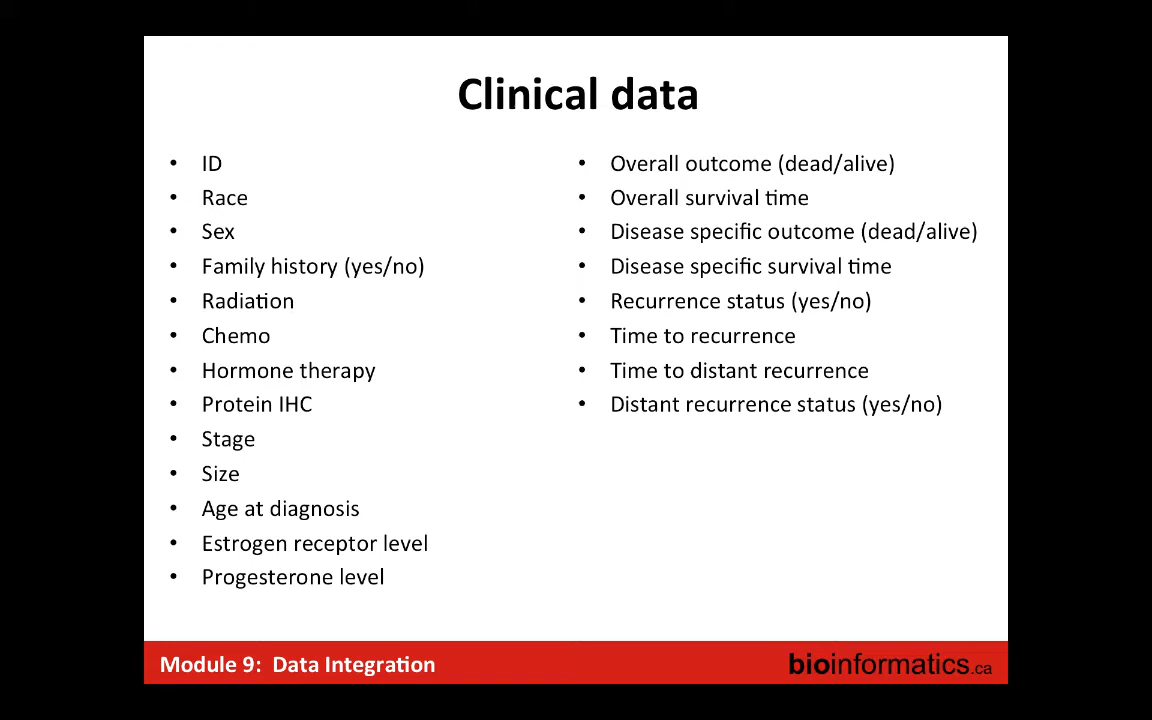 Clinical data
• ID
• Race
• Sex
• Family history (yes/no)
• Radiation
• Chemo
• Hormone therapy
• Protein IHC
• Stage
• Size
• Age at diagnosis
• Estrogen receptor level
• Progesterone level
• Overall outcome (dead/alive)
• Overall survival time
• Disease specific outcome (dead/alive)
• Disease specific survival time
• Recurrence status (yes/no)
• Time to recurrence
• Time to distant recurrence
• Distant recurrence status (yes/no)
Module 9: Data Integration
bioinformatics.ca